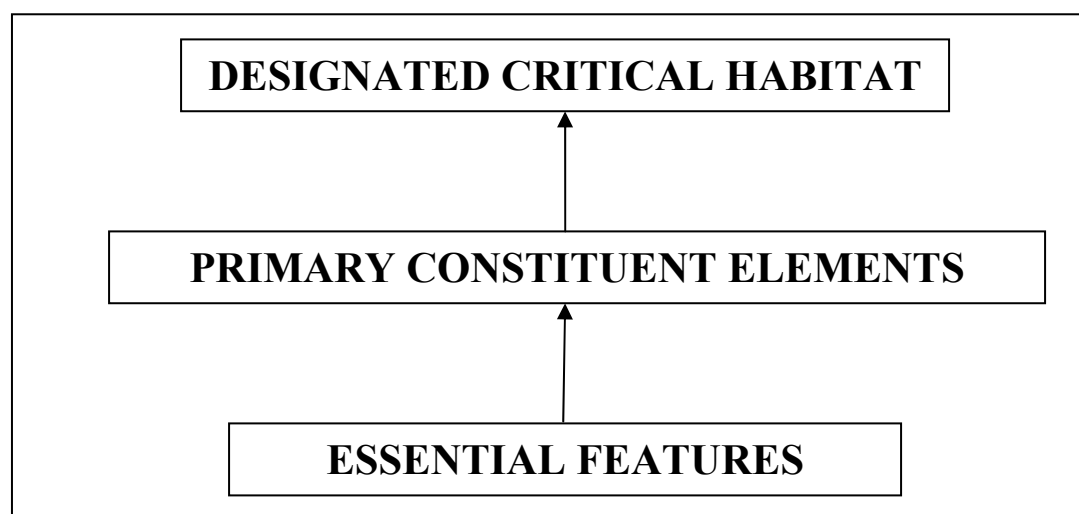 DESIGNATED CRITICAL HABITAT
PRIMARY CONSTITUENT ELEMENTS
ESSENTIAL FEATURES